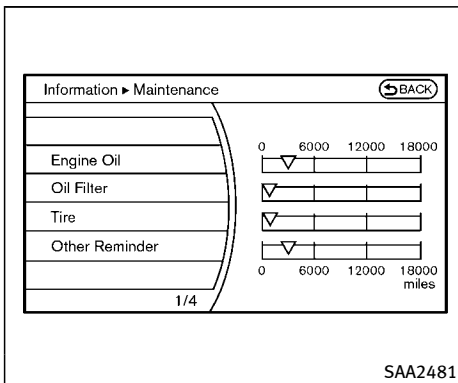 Information ▸ Maintenance
BACK
0 6000 12000 18000
Engine Oil
Oil Filter
Tire
Other Reminder
0 6000 12000 18000
miles
1/4
SAA2481